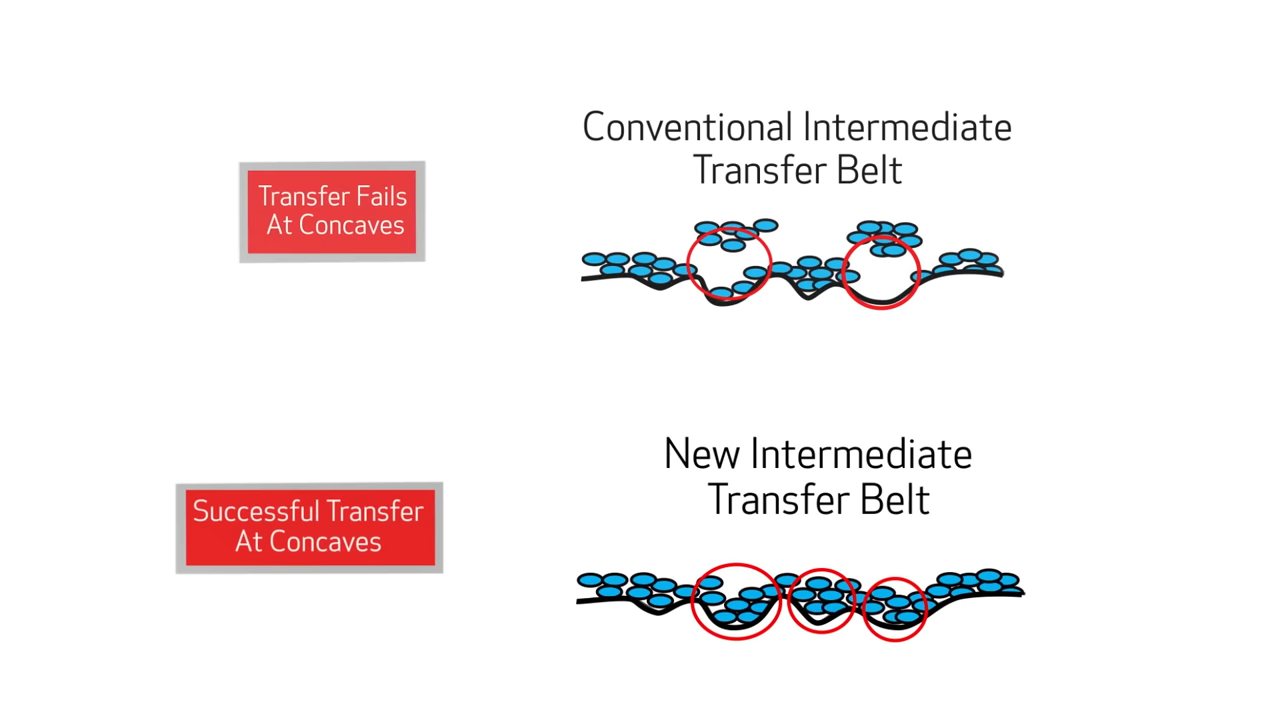 Conventional Intermediate
Transfer Belt
Transfer Fails
At Concaves
New Intermediate
Transfer Belt
Successful Transfer
At Concaves